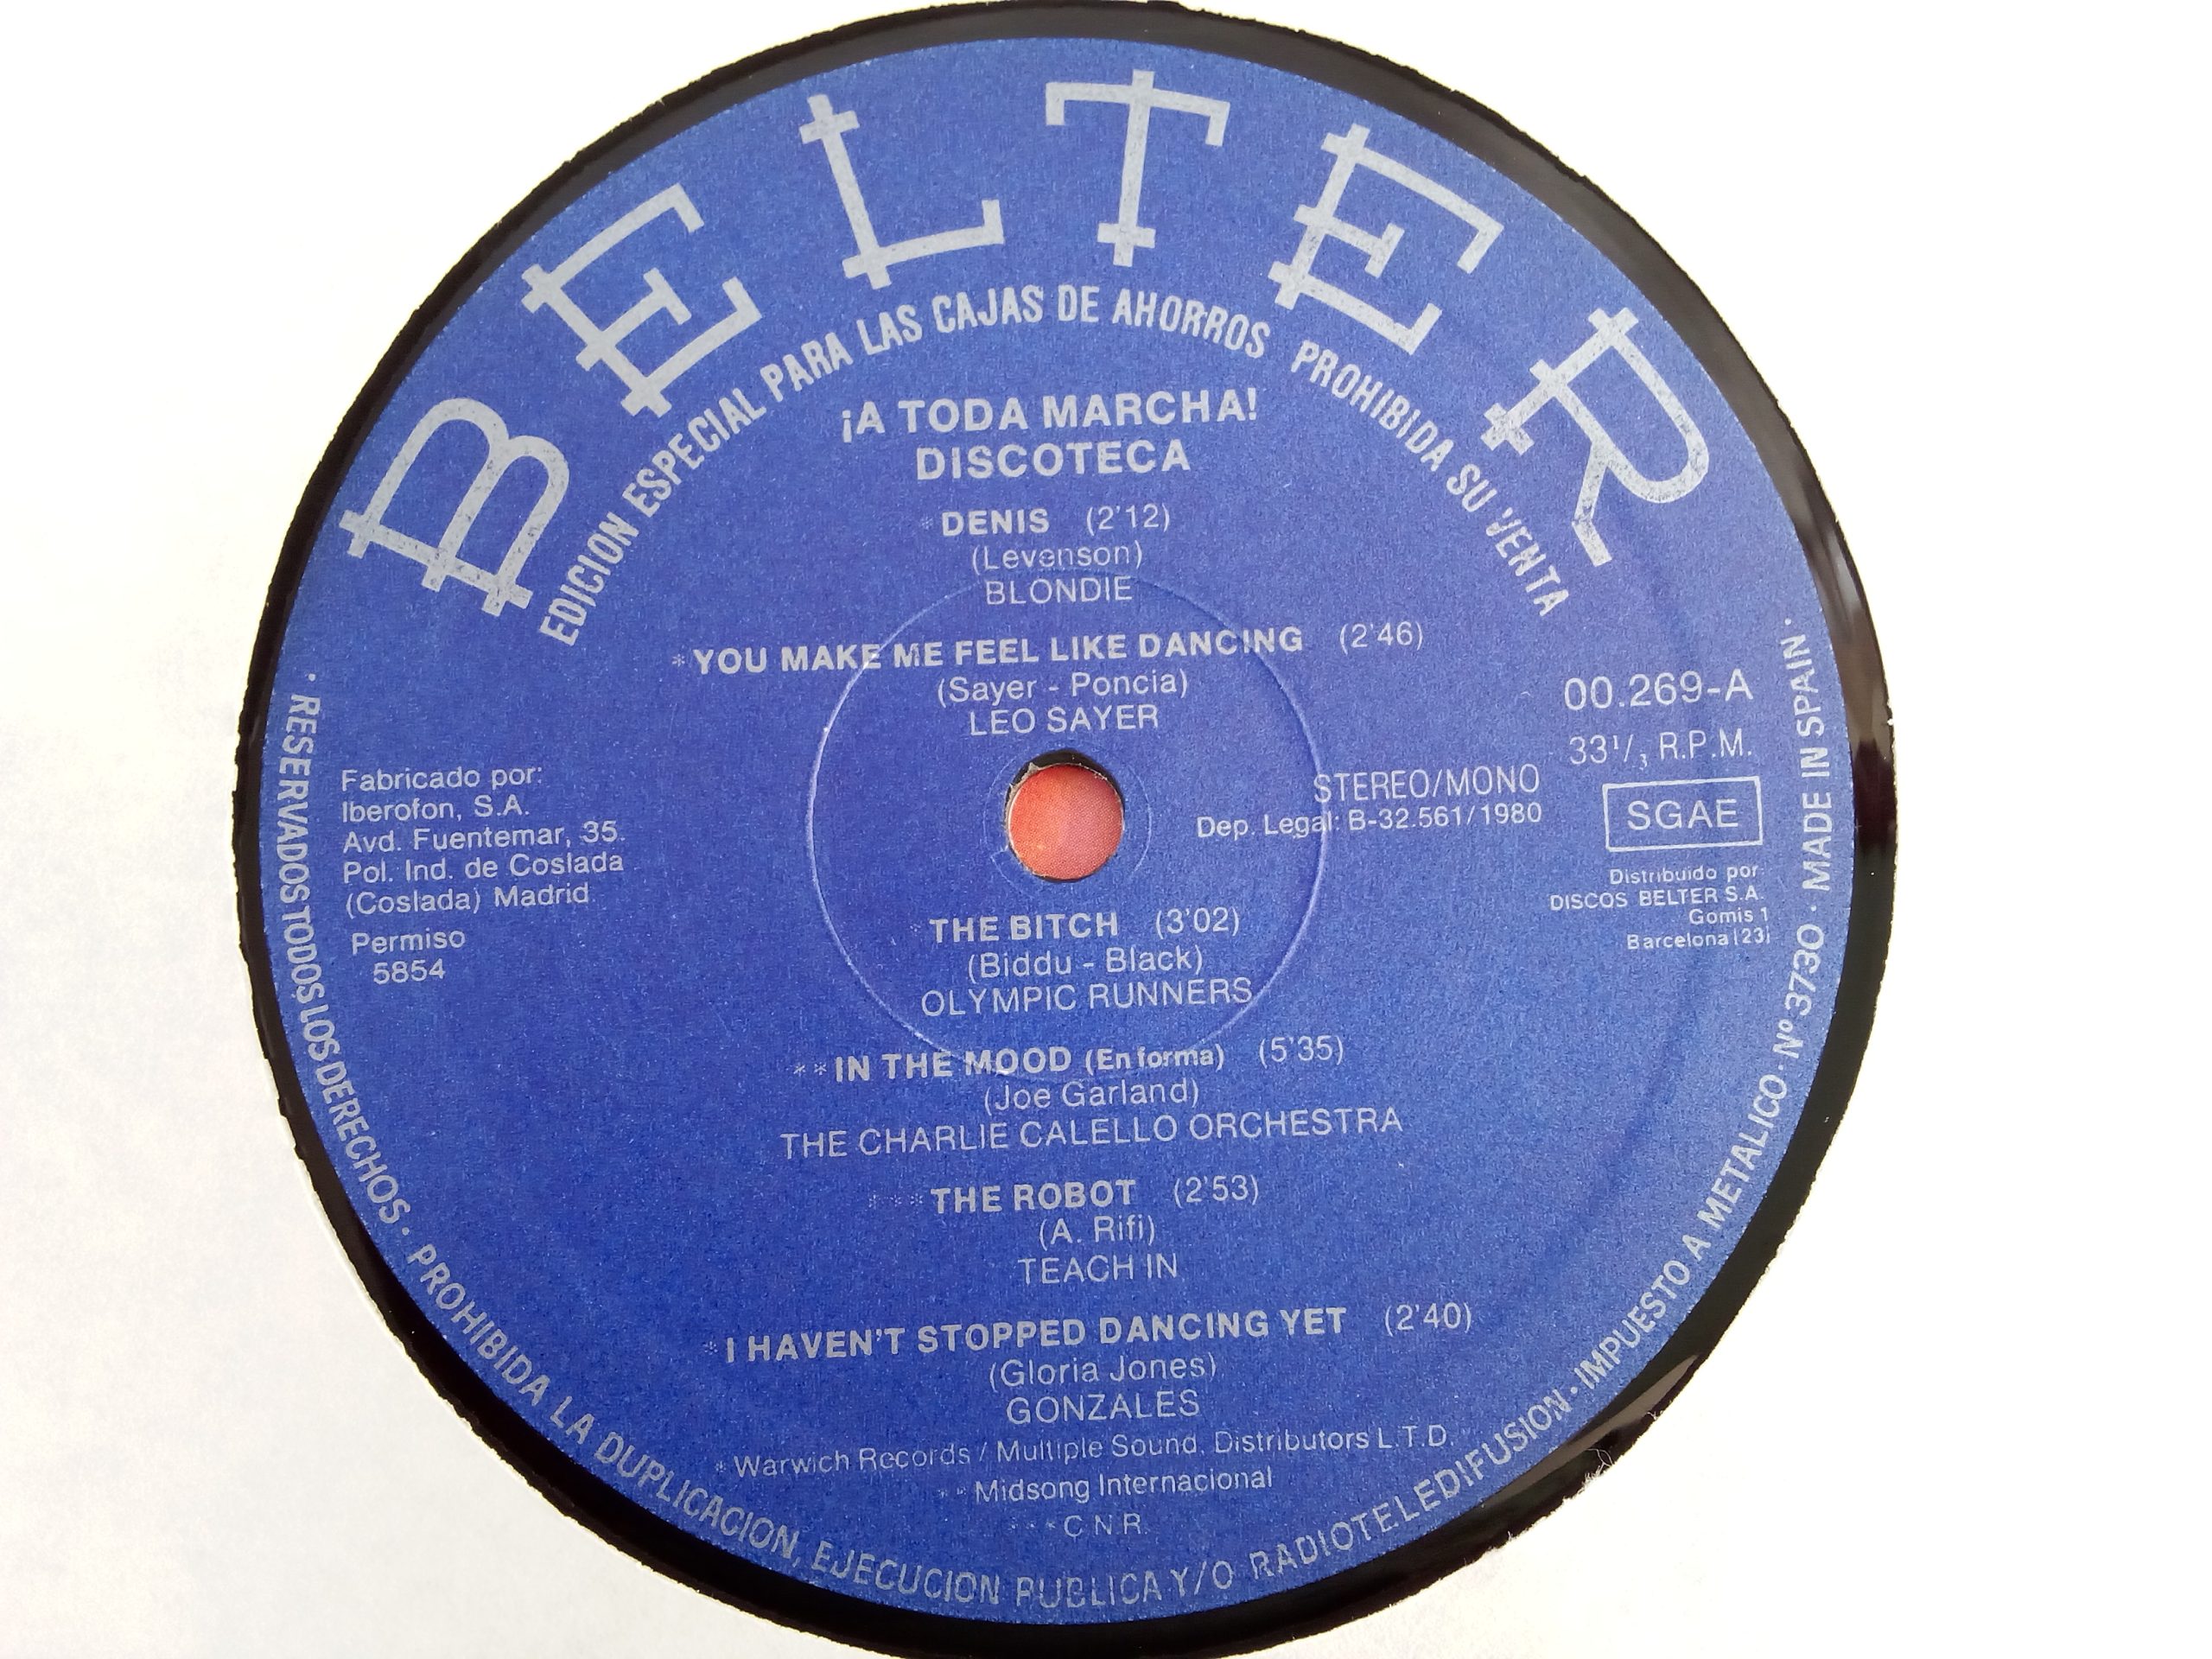 BELTER
EDICION ESPECIAL PARA LAS CAJAS DE AHORROS PROHIBIDA SU VENTA
¡A TODA MARCHA!
DISCOTECA
*DENIS (2'12)
(Levenson)
BLONDIE
*YOU MAKE ME FEEL LIKE DANCING (2'46)
(Sayer - Poncia)
LEO SAYER
00.269-A
33 1/3 R.P.M.
STEREO/MONO
Dep. Legal: B-32.561/1980
SGAE
Distribuido por:
DISCOS BELTER S.A.
Gomis 1
Barcelona (23)
Fabricado por:
Iberofon, S.A.
Avd. Fuentemar, 35.
Pol. Ind. de Coslada
(Coslada) Madrid
Permiso
5854
*THE BITCH (3'02)
(Biddu - Black)
OLYMPIC RUNNERS
**IN THE MOOD (En forma) (5'35)
(Joe Garland)
THE CHARLIE CALELLO ORCHESTRA
***THE ROBOT (2'53)
(A. Rifi)
TEACH IN
*I HAVEN'T STOPPED DANCING YET (2'40)
(Gloria Jones)
GONZALES
* Warwich Records / Multiple Sound. Distributors L.T.D.
** Midsong Internacional
*** C.N.R.
· RESERVADOS TODOS LOS DERECHOS · PROHIBIDA LA DUPLICACION, EJECUCION PUBLICA Y/O RADIOTELEDIFUSION · IMPUESTO A METALICO · Nº 3730 · MADE IN SPAIN ·